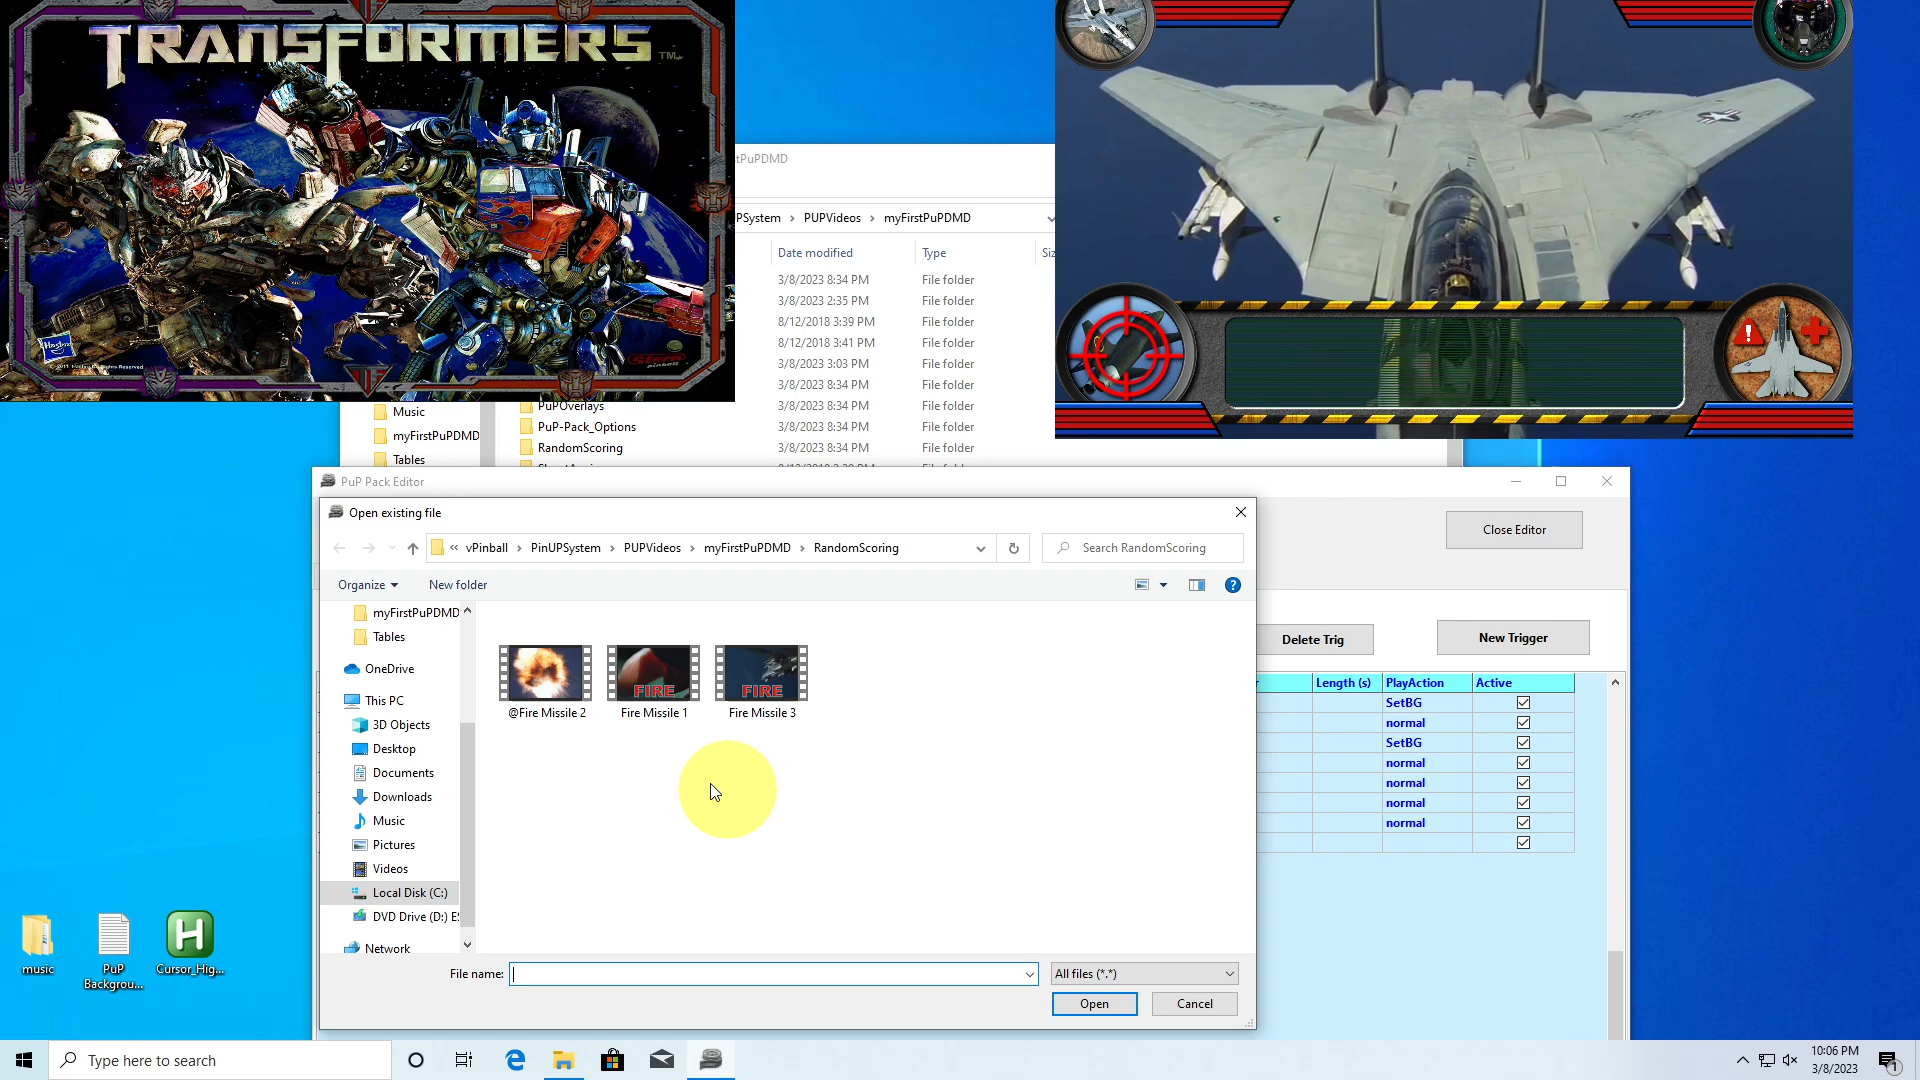 TRANSFORMERS
TM
Hasbro
stern
pinball
tPuPDMD
PSystem > PUPVideos > myFirstPuPDMD
Date modified Type
3/8/2023 8:34 PM File folder
3/8/2023 2:35 PM File folder
8/12/2018 3:39 PM File folder
8/12/2018 3:41 PM File folder
3/8/2023 3:03 PM File folder
3/8/2023 8:34 PM File folder
Music
PuPOverlays 3/8/2023 8:34 PM File folder
myFirstPuPDMD
PuP-Pack_Options 3/8/2023 8:34 PM File folder
RandomScoring 3/8/2023 8:34 PM File folder
Tables
PuP Pack Editor
Close Editor
Open existing file
« vPinball > PinUPSystem > PUPVideos > myFirstPuPDMD > RandomScoring
Search RandomScoring
Organize New folder
myFirstPuPDMD
Tables
OneDrive
This PC
3D Objects
Desktop
Documents
Downloads
Music
Pictures
Videos
Local Disk (C:)
DVD Drive (D:) ES
Network
FIRE
FIRE
@Fire Missile 2
Fire Missile 1
Fire Missile 3
File name:
All files (*.*)
Open
Cancel
Delete Trig
New Trigger
Length (s) PlayAction Active
SetBG
normal
SetBG
normal
normal
normal
normal
music
PuP
Backgrou...
Cursor_Hig...
Type here to search
10:06 PM
3/8/2023
1